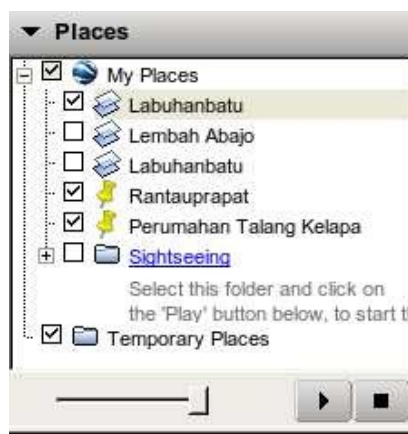 Places
My Places
Labuhanbatu
Lembah Abajo
Labuhanbatu
Rantauprapat
Perumahan Talang Kelapa
Sightseeing
Select this folder and click on
the 'Play' button below, to start
Temporary Places